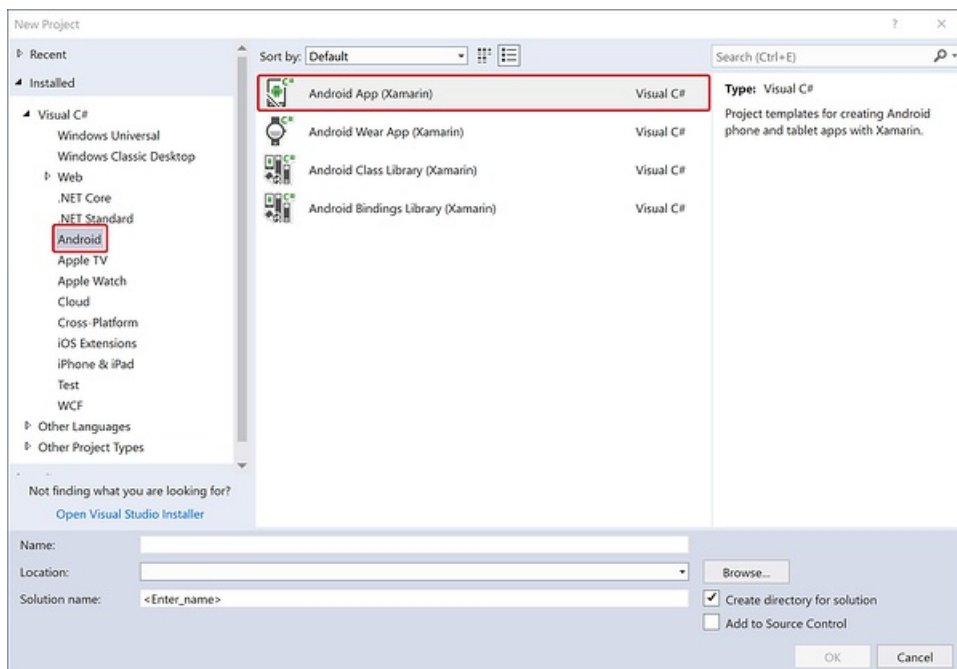 New Project
Recent
Installed
Visual C#
Windows Universal
Windows Classic Desktop
Web
.NET Core
.NET Standard
Android
Apple TV
Apple Watch
Cloud
Cross-Platform
iOS Extensions
iPhone & iPad
Test
WCF
Other Languages
Other Project Types
Not finding what you are looking for?
Open Visual Studio Installer
Sort by: Default
Android App (Xamarin) Visual C#
Android Wear App (Xamarin) Visual C#
Android Class Library (Xamarin) Visual C#
Android Bindings Library (Xamarin) Visual C#
Search (Ctrl+E)
Type: Visual C#
Project templates for creating Android
phone and tablet apps with Xamarin.
Name:
Location:
Browse...
Solution name: <Enter_name>
Create directory for solution
Add to Source Control
OK Cancel